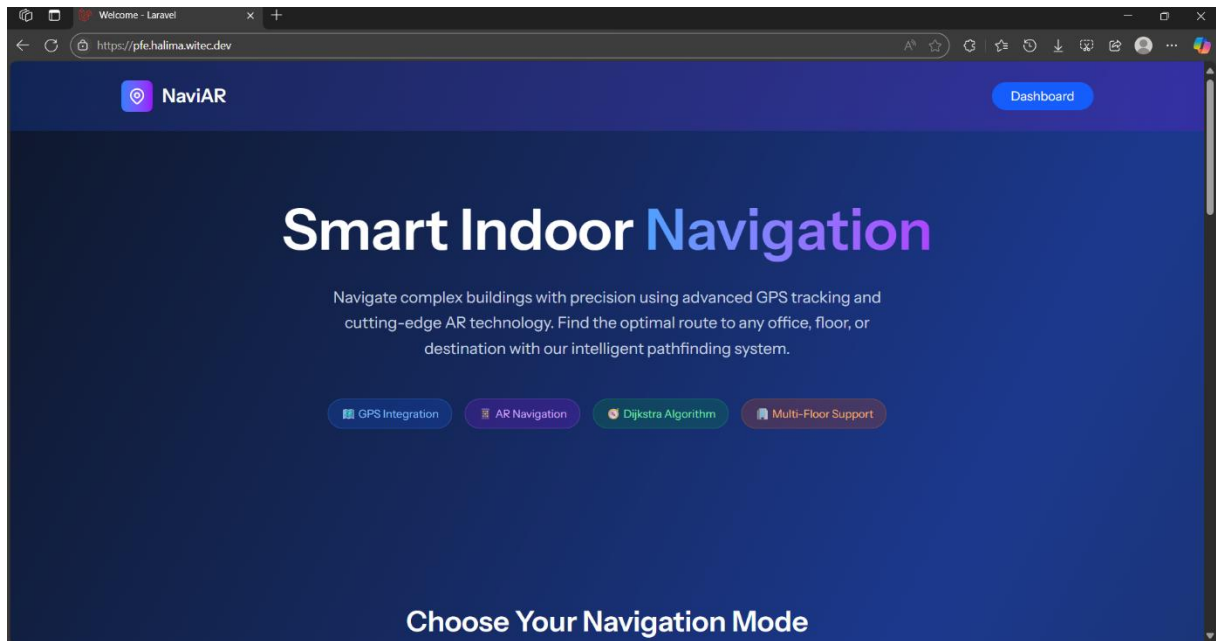 Welcome - Laravel
https://pfe.halima.witec.dev
NaviAR
Dashboard
Smart Indoor Navigation
Navigate complex buildings with precision using advanced GPS tracking and
cutting-edge AR technology. Find the optimal route to any office, floor, or
destination with our intelligent pathfinding system.
GPS Integration
AR Navigation
Dijkstra Algorithm
Multi-Floor Support
Choose Your Navigation Mode